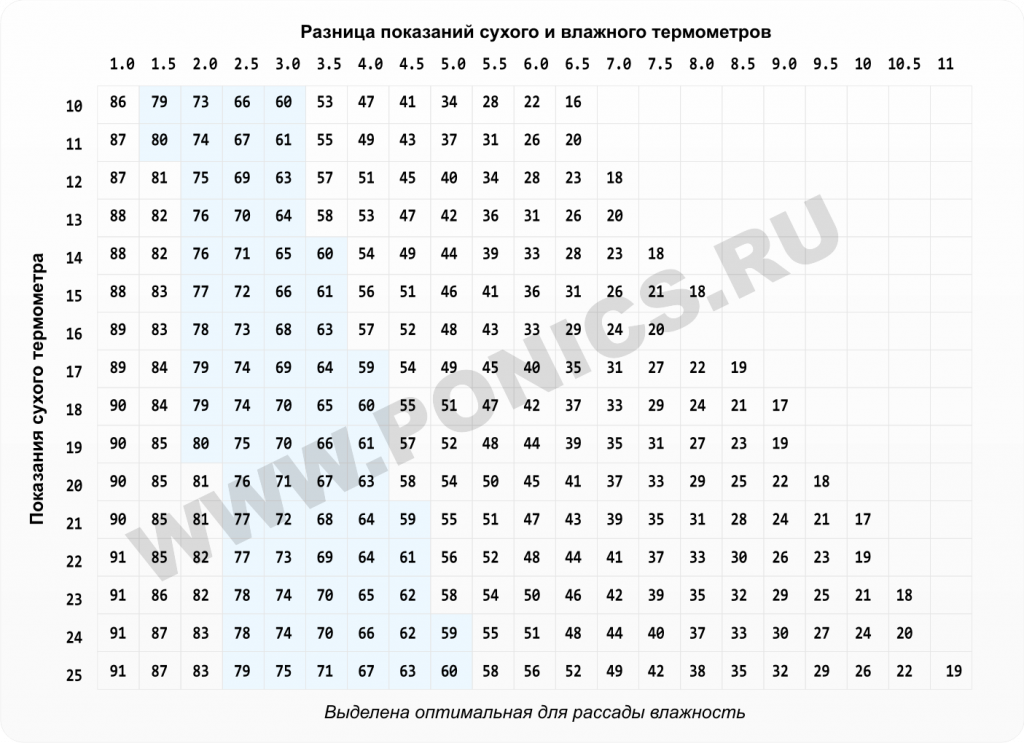 Разница показаний сухого и влажного термометров
1.0 1.5 2.0 2.5 3.0 3.5 4.0 4.5 5.0 5.5 6.0 6.5 7.0 7.5 8.0 8.5 9.0 9.5 10 10.5 11
Показания сухого термометра
10 86 79 73 66 60 53 47 41 34 28 22 16
11 87 80 74 67 61 55 49 43 37 31 26 20
12 87 81 75 69 63 57 51 45 40 34 28 23 18
13 88 82 76 70 64 58 53 47 42 36 31 26 20
14 88 82 76 71 65 60 54 49 44 39 33 28 23 18
15 88 83 77 72 66 61 56 51 46 41 36 31 26 21 18
16 89 83 78 73 68 63 57 52 48 43 33 29 24 20
17 89 84 79 74 69 64 59 54 49 45 40 35 31 27 22 19
18 90 84 79 74 70 65 60 55 51 47 42 37 33 29 24 21 17
19 90 85 80 75 70 66 61 57 52 48 44 39 35 31 27 23 19
20 90 85 81 76 71 67 63 58 54 50 45 41 37 33 29 25 22 18
21 90 85 81 77 72 68 64 59 55 51 47 43 39 35 31 28 24 21 17
22 91 85 82 77 73 69 64 61 56 52 48 44 41 37 33 30 26 23 19
23 91 86 82 78 74 70 65 62 58 54 50 46 42 39 35 32 29 25 21 18
24 91 87 83 78 74 70 66 62 59 55 51 48 44 40 37 33 30 27 24 20
25 91 87 83 79 75 71 67 63 60 58 56 52 49 42 38 35 32 29 26 22 19
WWW.PONICS.RU
Выделена оптимальная для рассады влажность